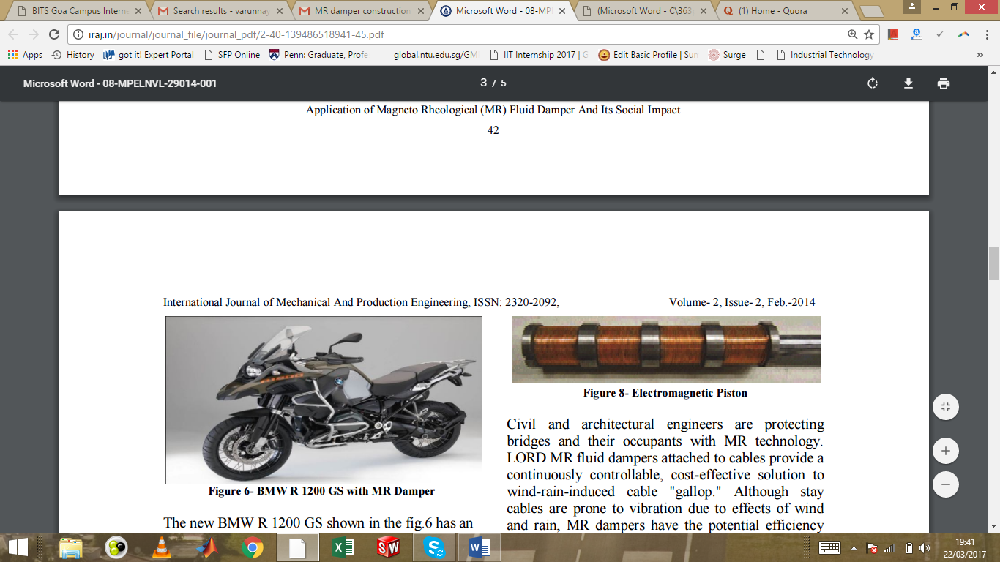 BITS Goa Campus Intern
Search results - varunnay
MR damper construction
Microsoft Word - 08-MPE
(Microsoft Word - C\363
(1) Home - Quora
iraj.in/journal/journal_file/journal_pdf/2-40-139486518941-45.pdf
Apps
History
got it! Expert Portal
SFP Online
Penn: Graduate, Profe
global.ntu.edu.sg/GM
IIT Internship 2017 | G
Edit Basic Profile | Sun
Surge
Industrial Technology
Microsoft Word - 08-MPELNVL-29014-001
3 / 5
Application of Magneto Rheological (MR) Fluid Damper And Its Social Impact
42
International Journal of Mechanical And Production Engineering, ISSN: 2320-2092,
Volume- 2, Issue- 2, Feb.-2014
Figure 6- BMW R 1200 GS with MR Damper
The new BMW R 1200 GS shown in the fig.6 has an
Figure 8- Electromagnetic Piston
Civil and architectural engineers are protecting
bridges and their occupants with MR technology.
LORD MR fluid dampers attached to cables provide a
continuously controllable, cost-effective solution to
wind-rain-induced cable "gallop." Although stay
cables are prone to vibration due to effects of wind
and rain, MR dampers have the potential efficiency
19:41
22/03/2017